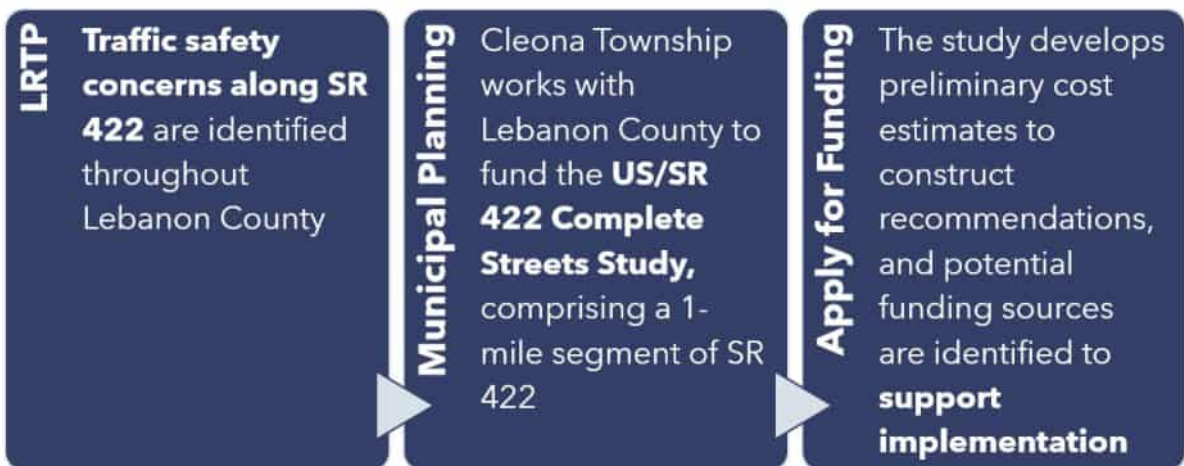 LRTP
Traffic safety
concerns along SR
422 are identified
throughout
Lebanon County
Municipal Planning
Cleona Township
works with
Lebanon County to
fund the US/SR
422 Complete
Streets Study,
comprising a 1-
mile segment of SR
422
Apply for Funding
The study develops
preliminary cost
estimates to
construct
recommendations,
and potential
funding sources
are identified to
support
implementation